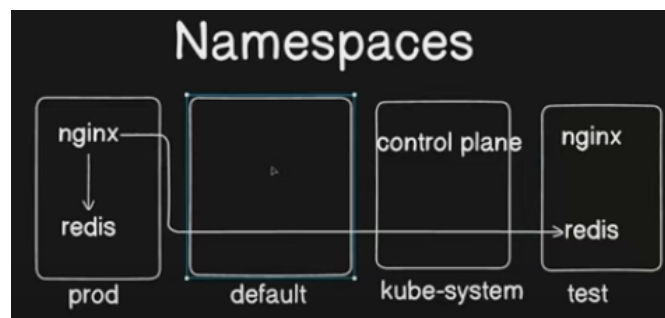 Namespaces
nginx
redis
prod
default
control plane
kube-system
nginx
redis
test